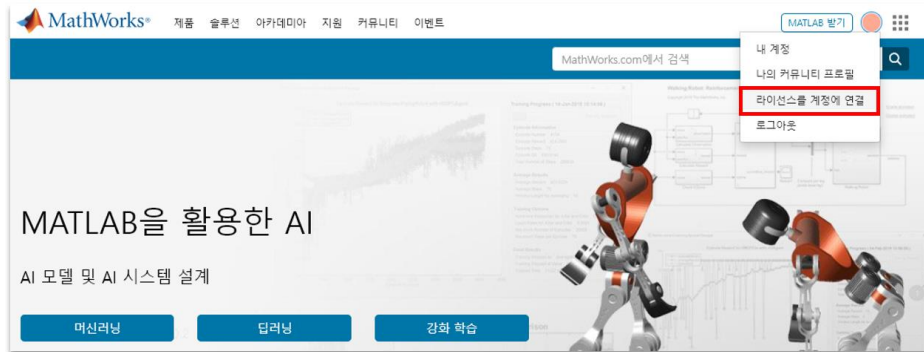 MathWorks®
제품 솔루션 아카데미아 지원 커뮤니티 이벤트
MATLAB 받기
MathWorks.com에서 검색
내 계정
나의 커뮤니티 프로필
라이선스를 계정에 연결
로그아웃
MATLAB을 활용한 AI
AI 모델 및 AI 시스템 설계
머신러닝 딥러닝 강화 학습